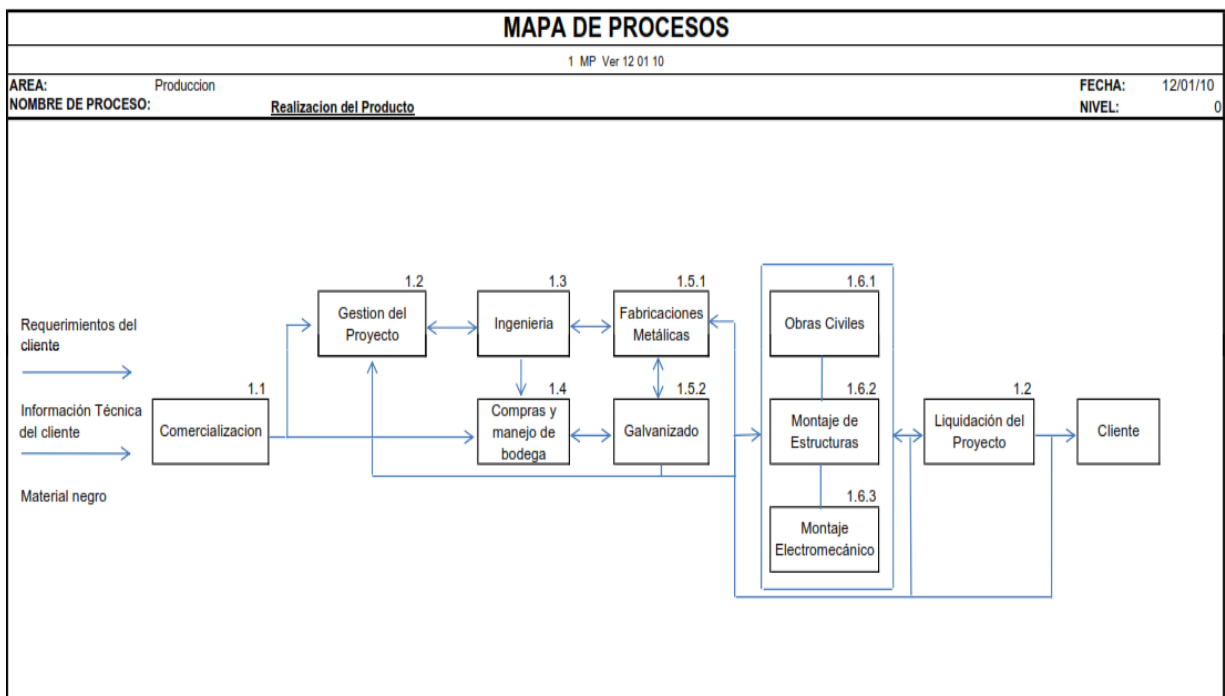 MAPA DE PROCESOS
1 MP Ver 12 01 10
AREA: Produccion FECHA: 12/01/10
NOMBRE DE PROCESO: Realizacion del Producto NIVEL: 0
Requerimientos del
cliente
Información Técnica
del cliente
Material negro
1.1
Comercializacion
1.2
Gestion del
Proyecto
1.3
Ingenieria
1.4
Compras y
manejo de
bodega
1.5.1
Fabricaciones
Metálicas
1.5.2
Galvanizado
1.6.1
Obras Civiles
1.6.2
Montaje de
Estructuras
1.6.3
Montaje
Electromecánico
1.2
Liquidación del
Proyecto
Cliente